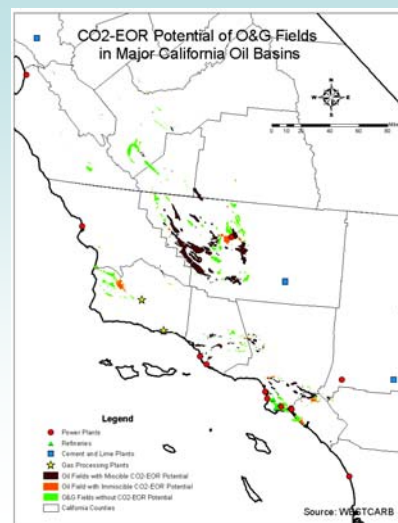 CO2-EOR Potential of O&G Fields
in Major California Oil Basins
Legend
Power Plants
Refineries
Cement and Lime Plants
Gas Processing Plants
Oil Fields with Miscible CO2-EOR Potential
Oil Field with Immiscible CO2-EOR Potential
O&G Fields without CO2-EOR Potential
California Counties
Source: WESTCARB